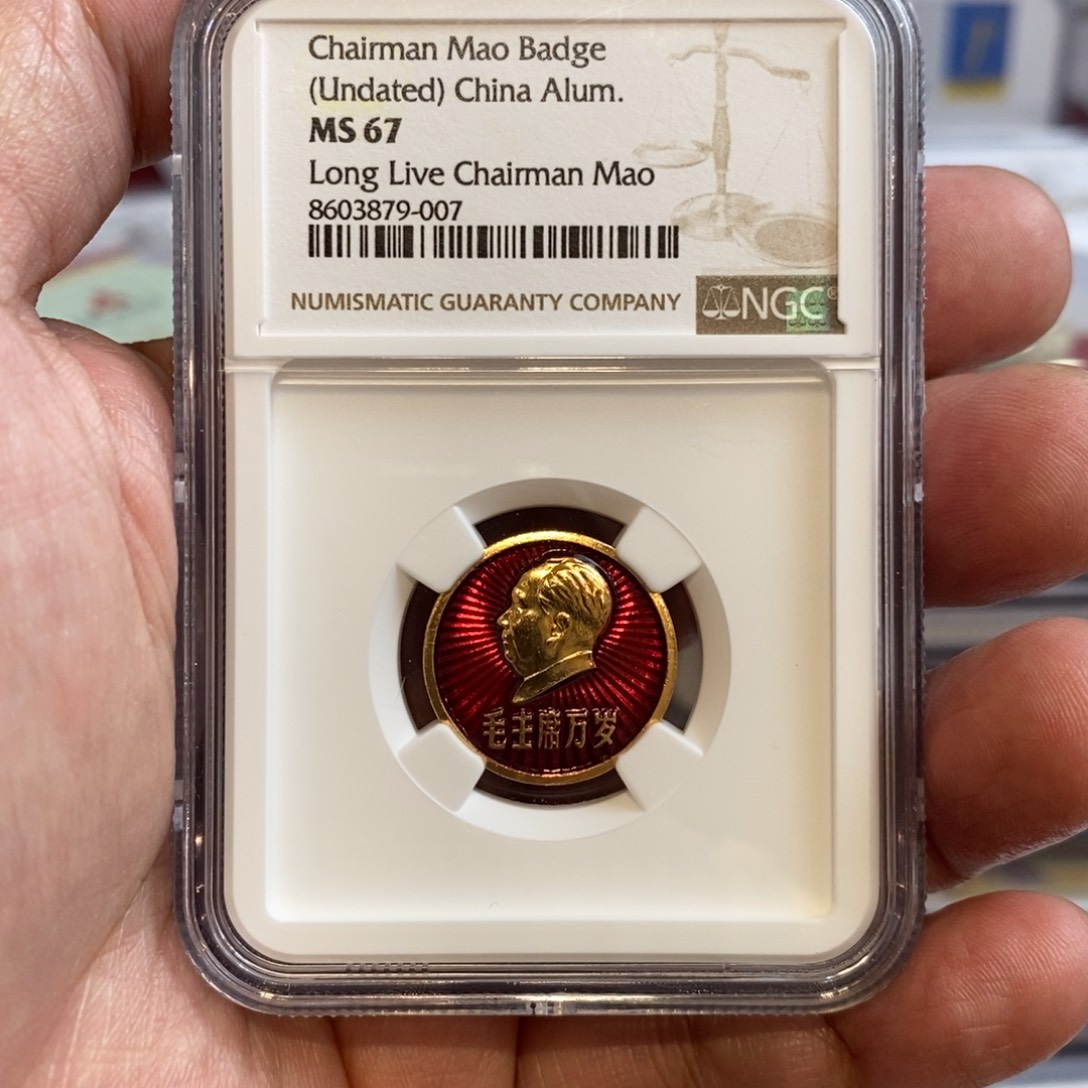 Chairman Mao Badge
(Undated) China Alum.
MS 67
Long Live Chairman Mao
8603879-007
NUMISMATIC GUARANTY COMPANY
NGC®
毛主席万岁